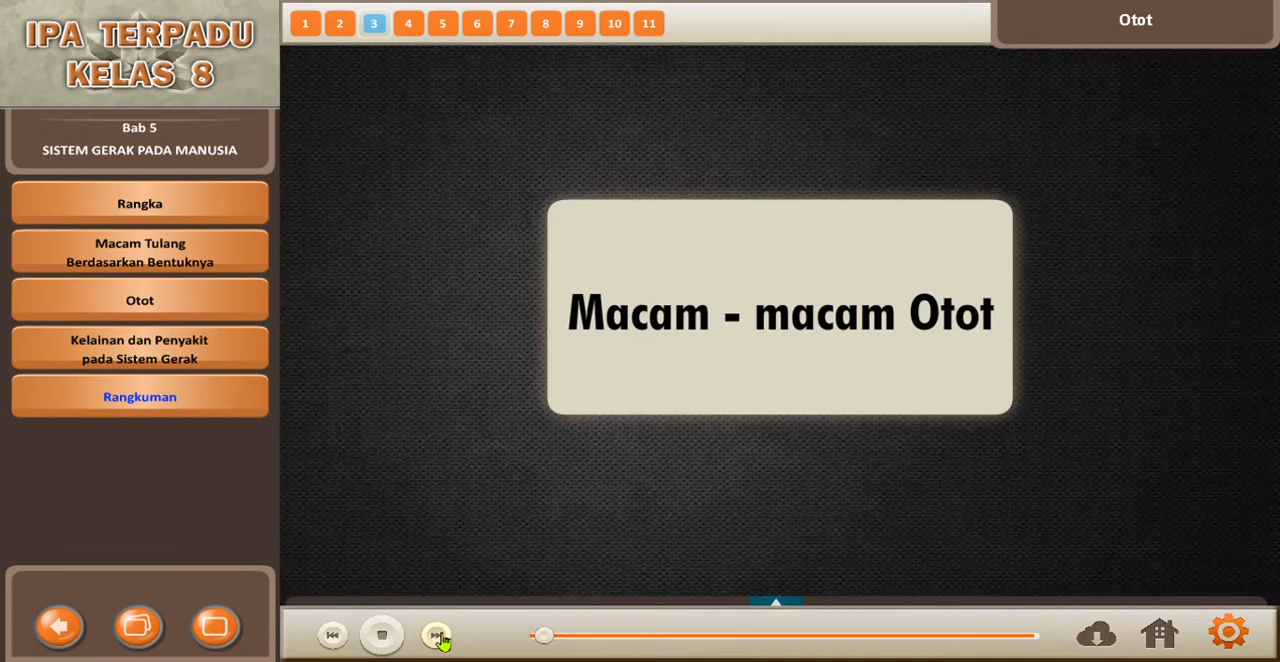 IPA TERPADU
KELAS 8
Bab 5
SISTEM GERAK PADA MANUSIA
Rangka
Macam Tulang
Berdasarkan Bentuknya
Otot
Kelainan dan Penyakit
pada Sistem Gerak
Rangkuman
1 2 3 4 5 6 7 8 9 10 11
Otot
Macam - macam Otot